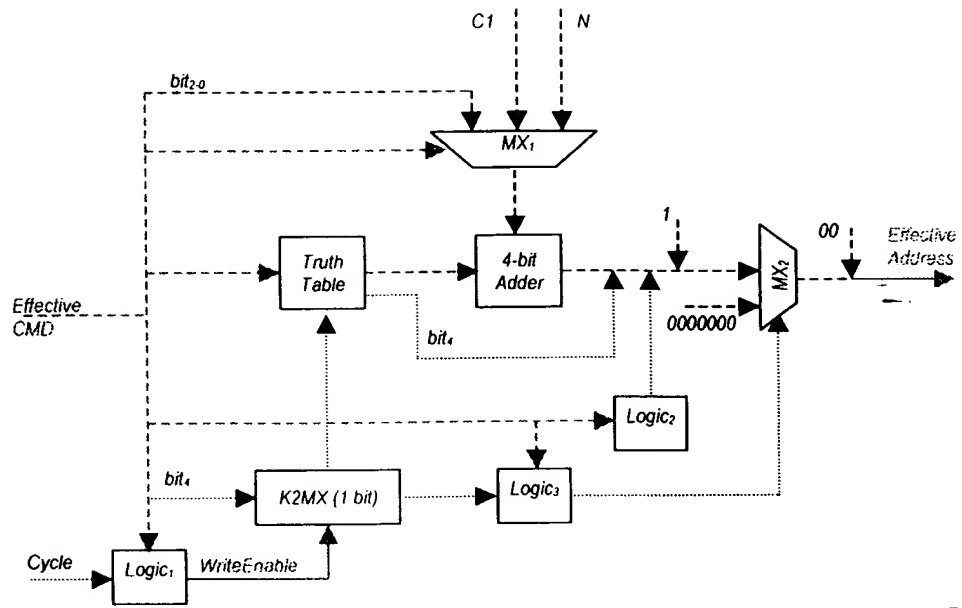 C1 N
bit2-0
MX1
1
00
Effective
Address
Truth
Table
4-bit
Adder
MX2
Effective
CMD
0000000
bit4
Logic2
bit4
K2MX (1 bit)
Logic3
Cycle
Logic1
WriteEnable